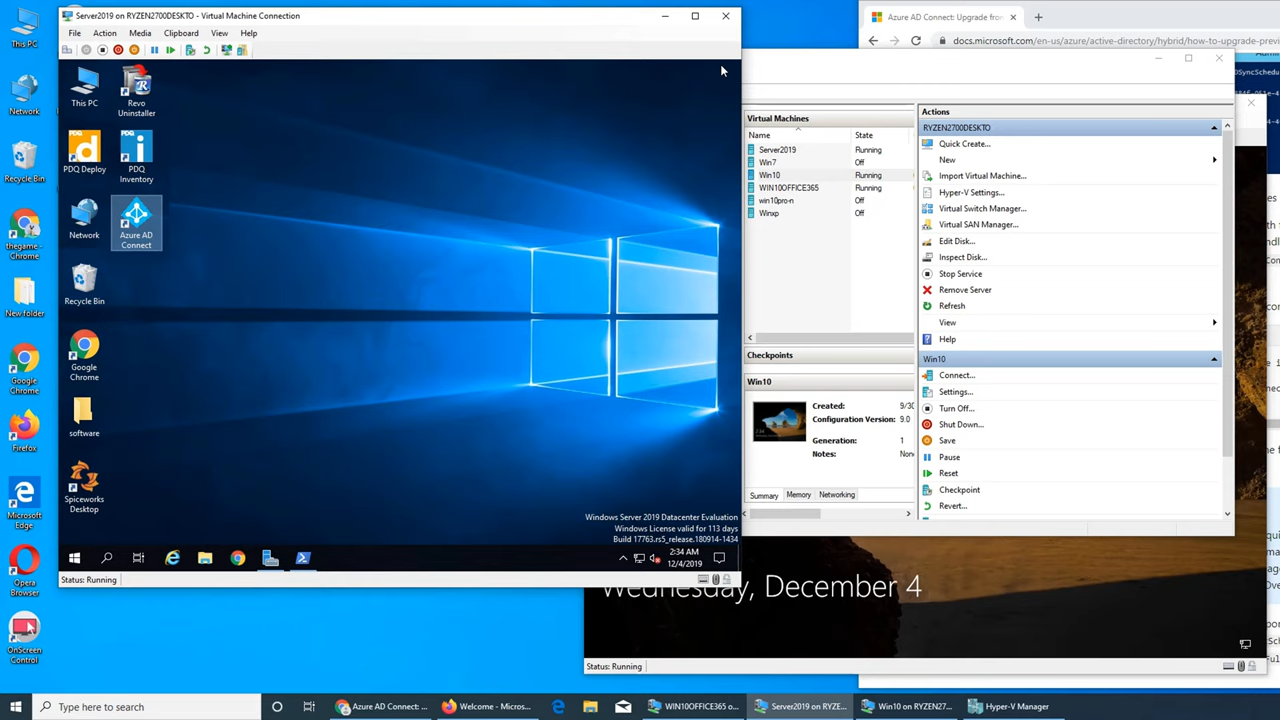 This PC
Network
Recycle Bin
thegame -
Chrome
New folder
Google
Chrome
Firefox
Microsoft
Edge
Opera
Browser
OnScreen
Control
Server2019 on RYZEN2700DESKTO - Virtual Machine Connection
File Action Media Clipboard View Help
This PC
Revo
Uninstaller
PDQ Deploy
PDQ
Inventory
Network
Azure AD
Connect
Recycle Bin
Google
Chrome
software
Spiceworks
Desktop
Windows Server 2019 Datacenter Evaluation
Windows License valid for 113 days
Build 17763.rs5_release.180914-1434
2:34 AM
12/4/2019
Status: Running
Azure AD Connect: Upgrade from
docs.microsoft.com/en-us/azure/active-directory/hybrid/how-to-upgrade-previ
Virtual Machines
Name State
Server2019 Running
Win7 Off
Win10 Running
WIN10OFFICE365 Running
win10pro-n Off
Winxp Off
Checkpoints
Win10
Created: 9/30
Configuration Version: 9.0
Generation: 1
Notes: None
Summary Memory Networking
Actions
RYZEN2700DESKTO
Quick Create...
New
Import Virtual Machine...
Hyper-V Settings...
Virtual Switch Manager...
Virtual SAN Manager...
Edit Disk...
Inspect Disk...
Stop Service
Remove Server
Refresh
View
Help
Win10
Connect...
Settings...
Turn Off...
Shut Down...
Save
Pause
Reset
Checkpoint
Revert...
Wednesday, December 4
Status: Running
Type here to search
Azure AD Connect: ...
Welcome - Mozilla...
WIN10OFFICE365 o...
Server2019 on RYZE...
Win10 on RYZEN27...
Hyper-V Manager